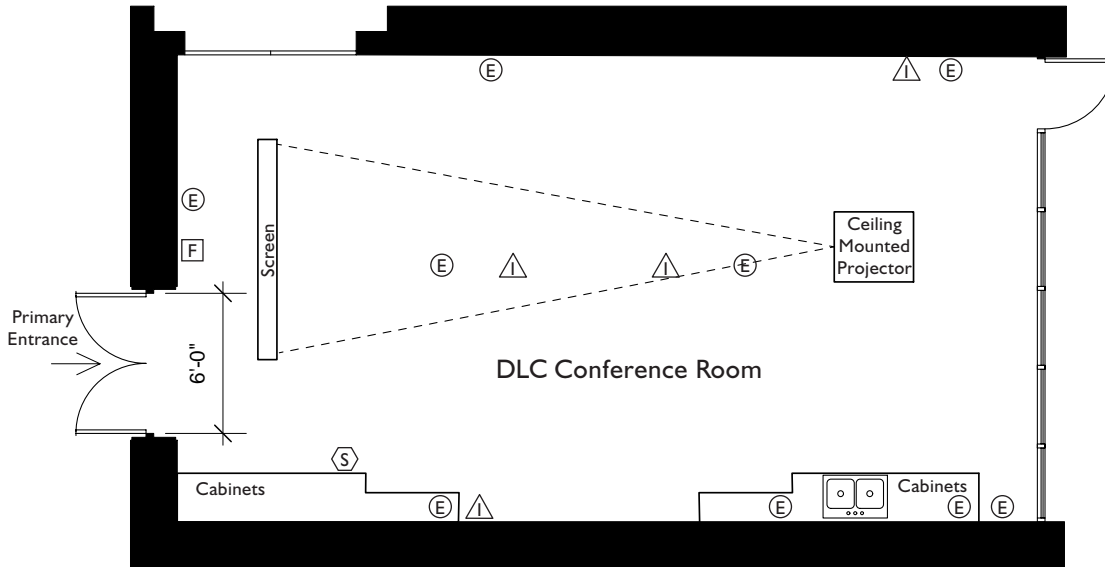 E
I
E
E
F
Screen
Ceiling
Mounted
Projector
E
I
I
E
Primary
Entrance
6'-0"
DLC Conference Room
S
Cabinets
Cabinets
E
I
E
E
E